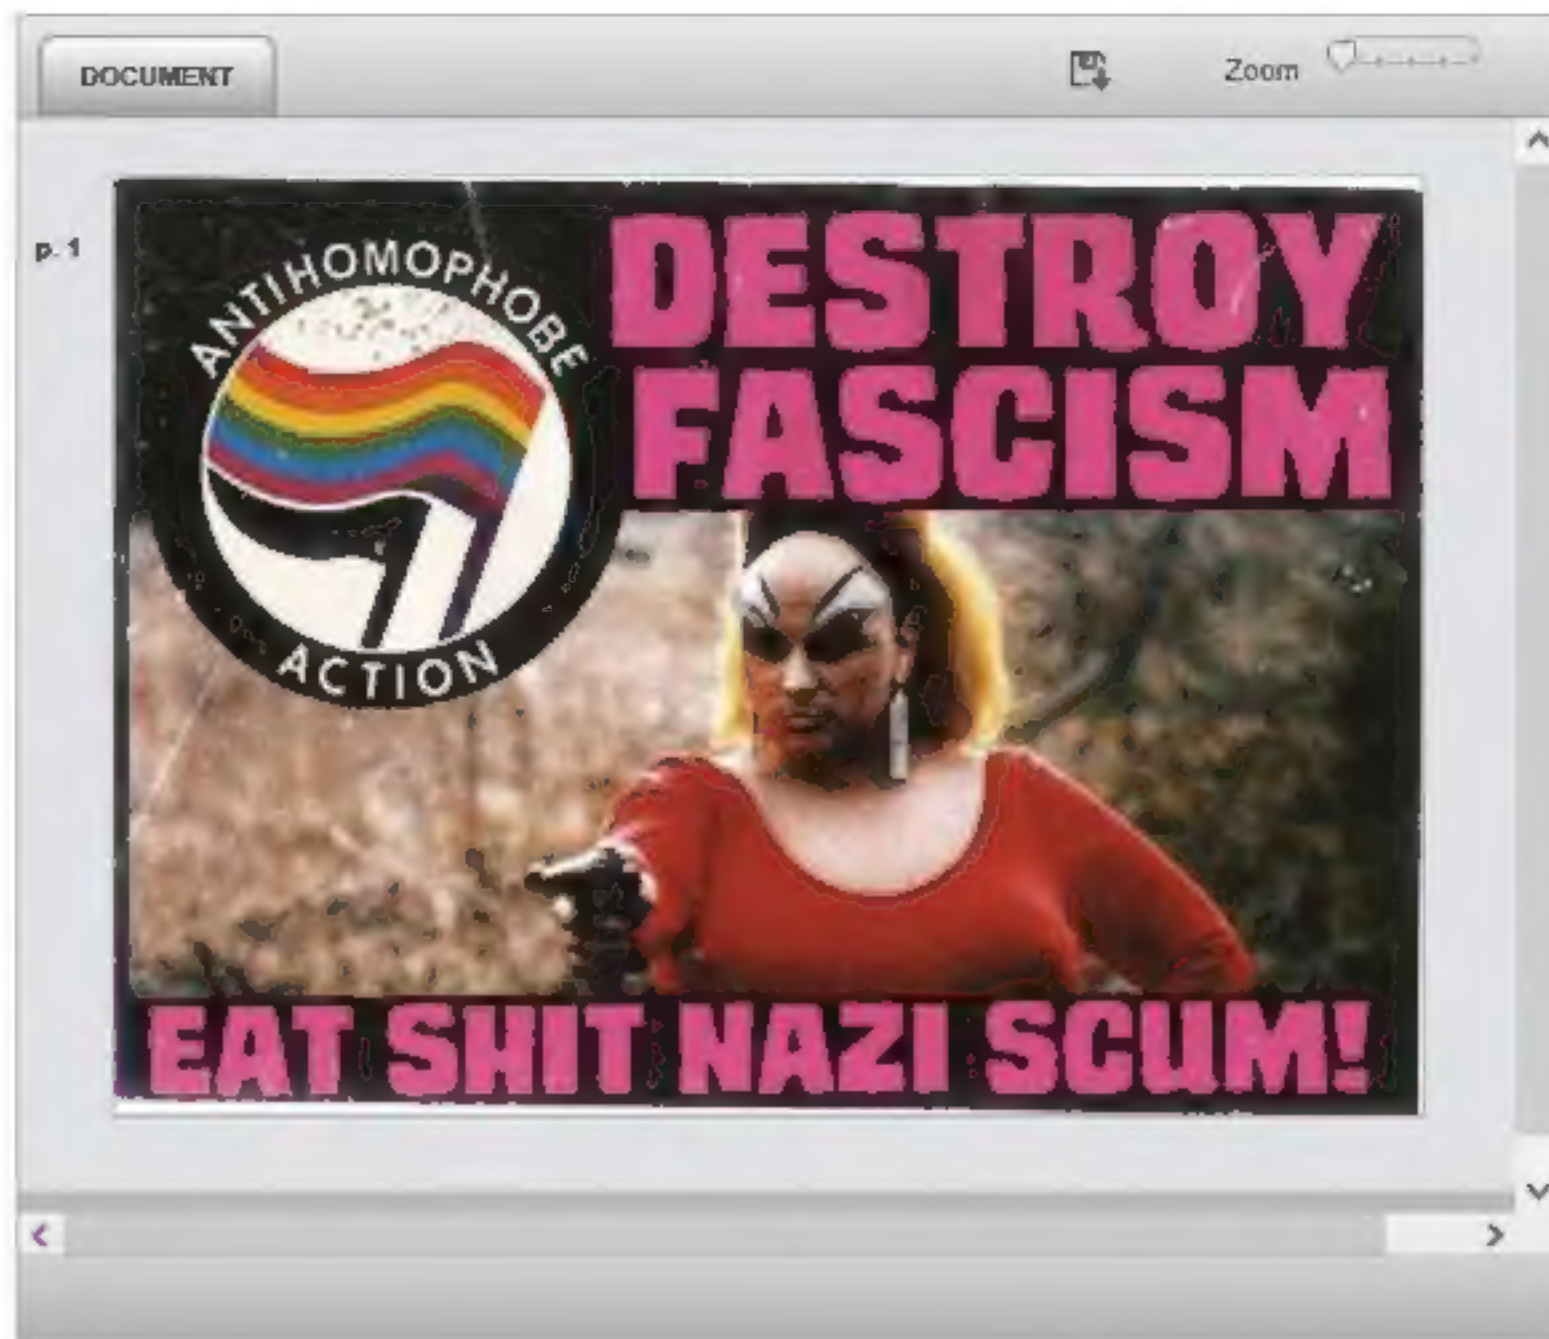 DOCUMENT
Zoom
p. 1
ANTIHOMOPHOBE
ACTION
DESTROY
FASCISM
EAT SHIT NAZI SCUM!